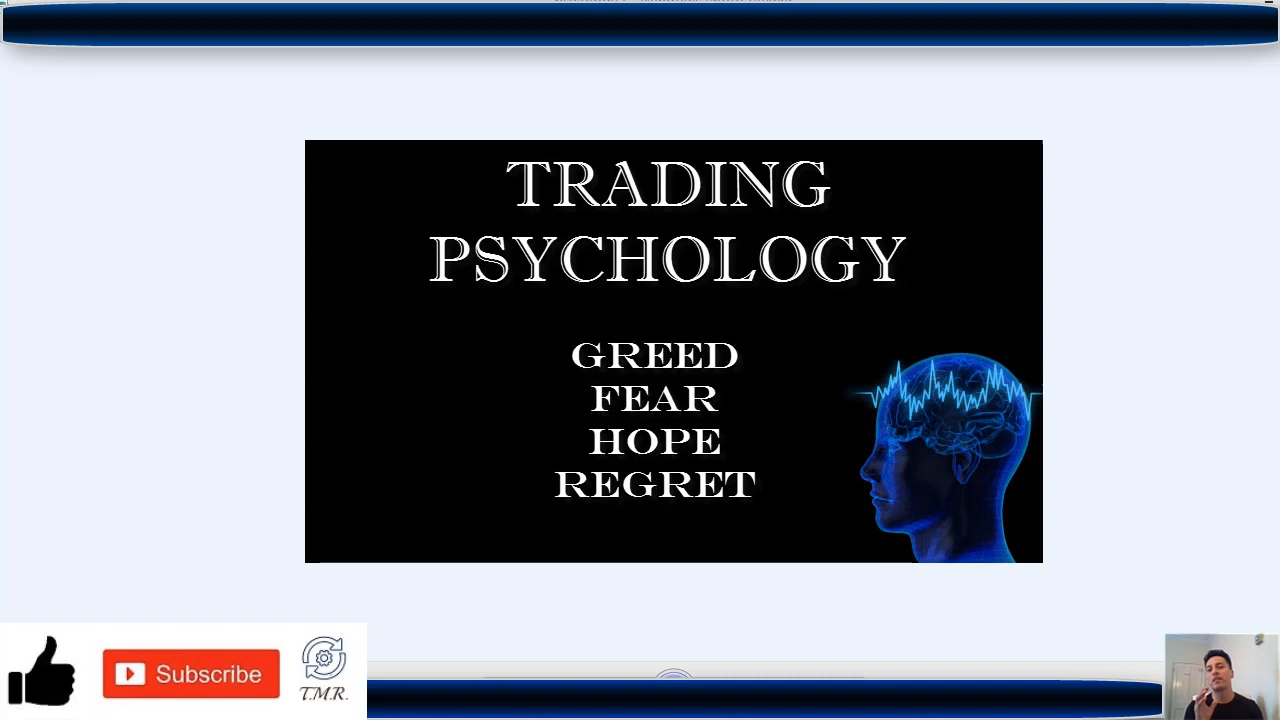 TRADING
PSYCHOLOGY
GREED
FEAR
HOPE
REGRET
Subscribe
T.M.R.